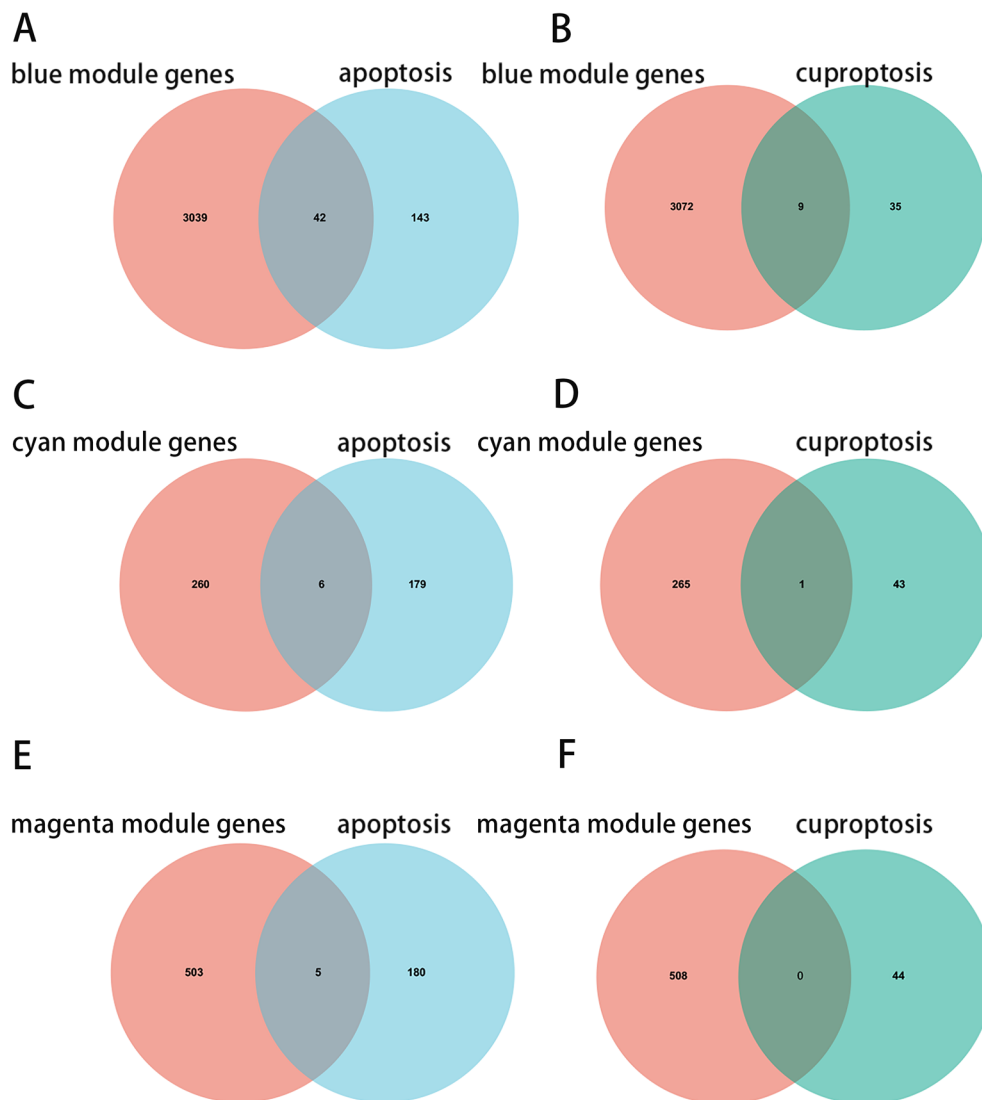 A
B
blue module genes
apoptosis
blue module genes
cuproptosis
3039
42
143
3072
9
35
C
D
cyan module genes
apoptosis
cyan module genes
cuproptosis
260
6
179
265
1
43
E
F
magenta module genes
apoptosis
magenta module genes
cuproptosis
503
5
180
508
0
44